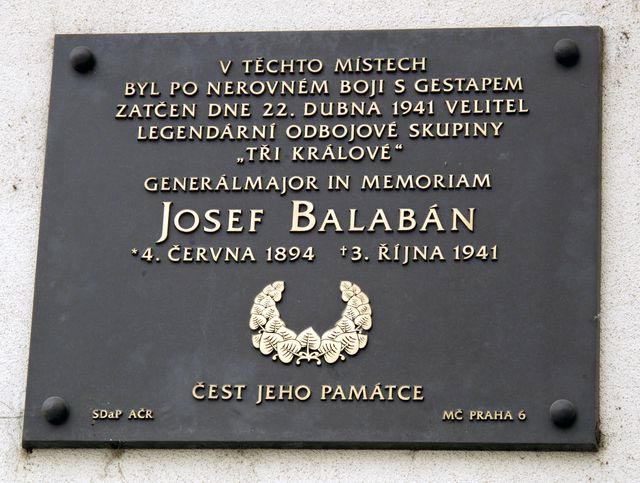 V TĚCHTO MÍSTECH
BYL PO NEROVNÉM BOJI S GESTAPEM
ZATČEN DNE 22. DUBNA 1941 VELITEL
LEGENDÁRNÍ ODBOJOVÉ SKUPINY
„TŘI KRÁLOVÉ“
GENERÁLMAJOR IN MEMORIAM
JOSEF BALABÁN
*4. ČERVNA 1894 †3. ŘÍJNA 1941
ČEST JEHO PAMÁTCE
SDaP AČR MČ PRAHA 6